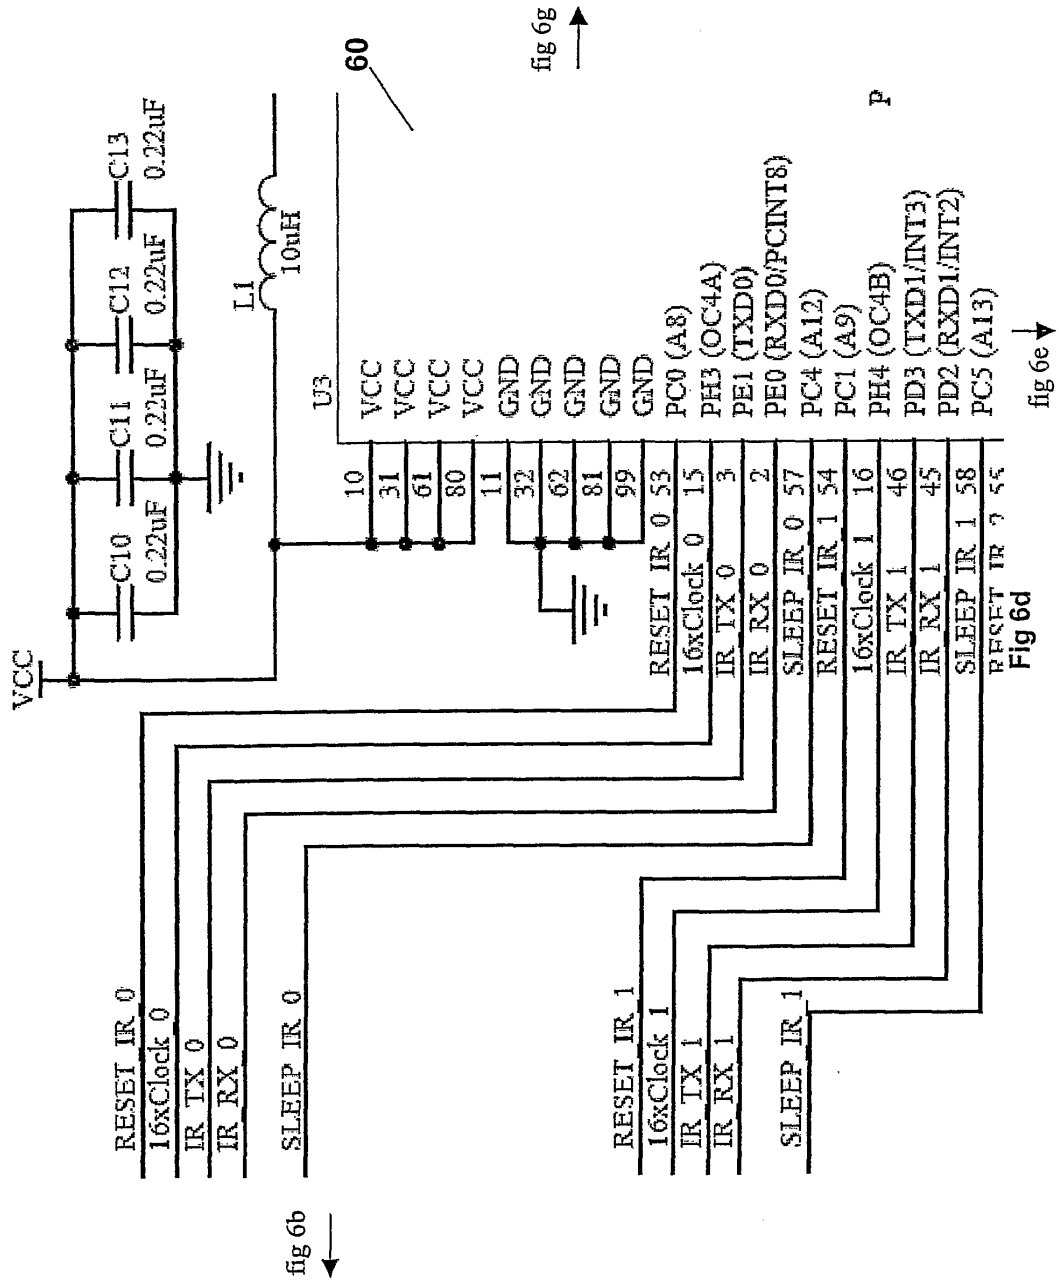 VCC
C10
0.22uF
C11
0.22uF
C12
0.22uF
C13
0.22uF
L1
10uH
60
fig 6g
U3
10 VCC
31 VCC
61 VCC
80 VCC
11 GND
32 GND
62 GND
81 GND
99 GND
RESET IR 0 53 PC0 (A8)
16xClock 0 15 PH3 (OC4A)
IR TX 0 3 PE1 (TXD0)
IR RX 0 2 PE0 (RXD0/PCINT8)
SLEEP IR 0 57 PC4 (A12)
RESET IR 1 54 PC1 (A9)
16xClock 1 16 PH4 (OC4B)
IR TX 1 46 PD3 (TXD1/INT3)
IR RX 1 45 PD2 (RXD1/INT2)
SLEEP IR 1 58 PC5 (A13)
P
RESET IR 0
16xClock 0
IR TX 0
IR RX 0
SLEEP IR 0
RESET IR 1
16xClock 1
IR TX 1
IR RX 1
SLEEP IR 1
fig 6b
fig 6e
Fig 6d